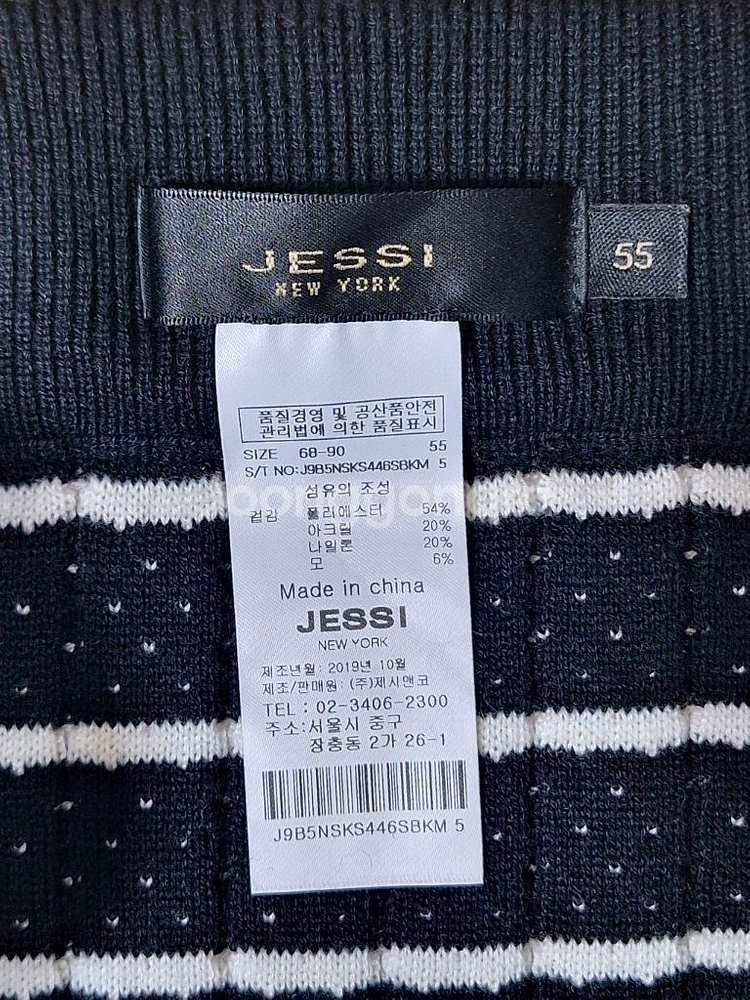 JESSI
NEW YORK
55
품질경영 및 공산품안전
관리법에 의한 품질표시
SIZE 68-90 55
S/T NO:J9B5NSKS446SBKM 5
섬유의 조성
겉감 폴리에스터 54%
아크릴 20%
나일론 20%
모 6%
Made in china
JESSI
NEW YORK
제조년월: 2019년 10월
제조/판매원: (주)제시앤코
TEL: 02-3406-2300
주소:서울시 중구
장충동 2가 26-1
J9B5NSKS446SBKM 5